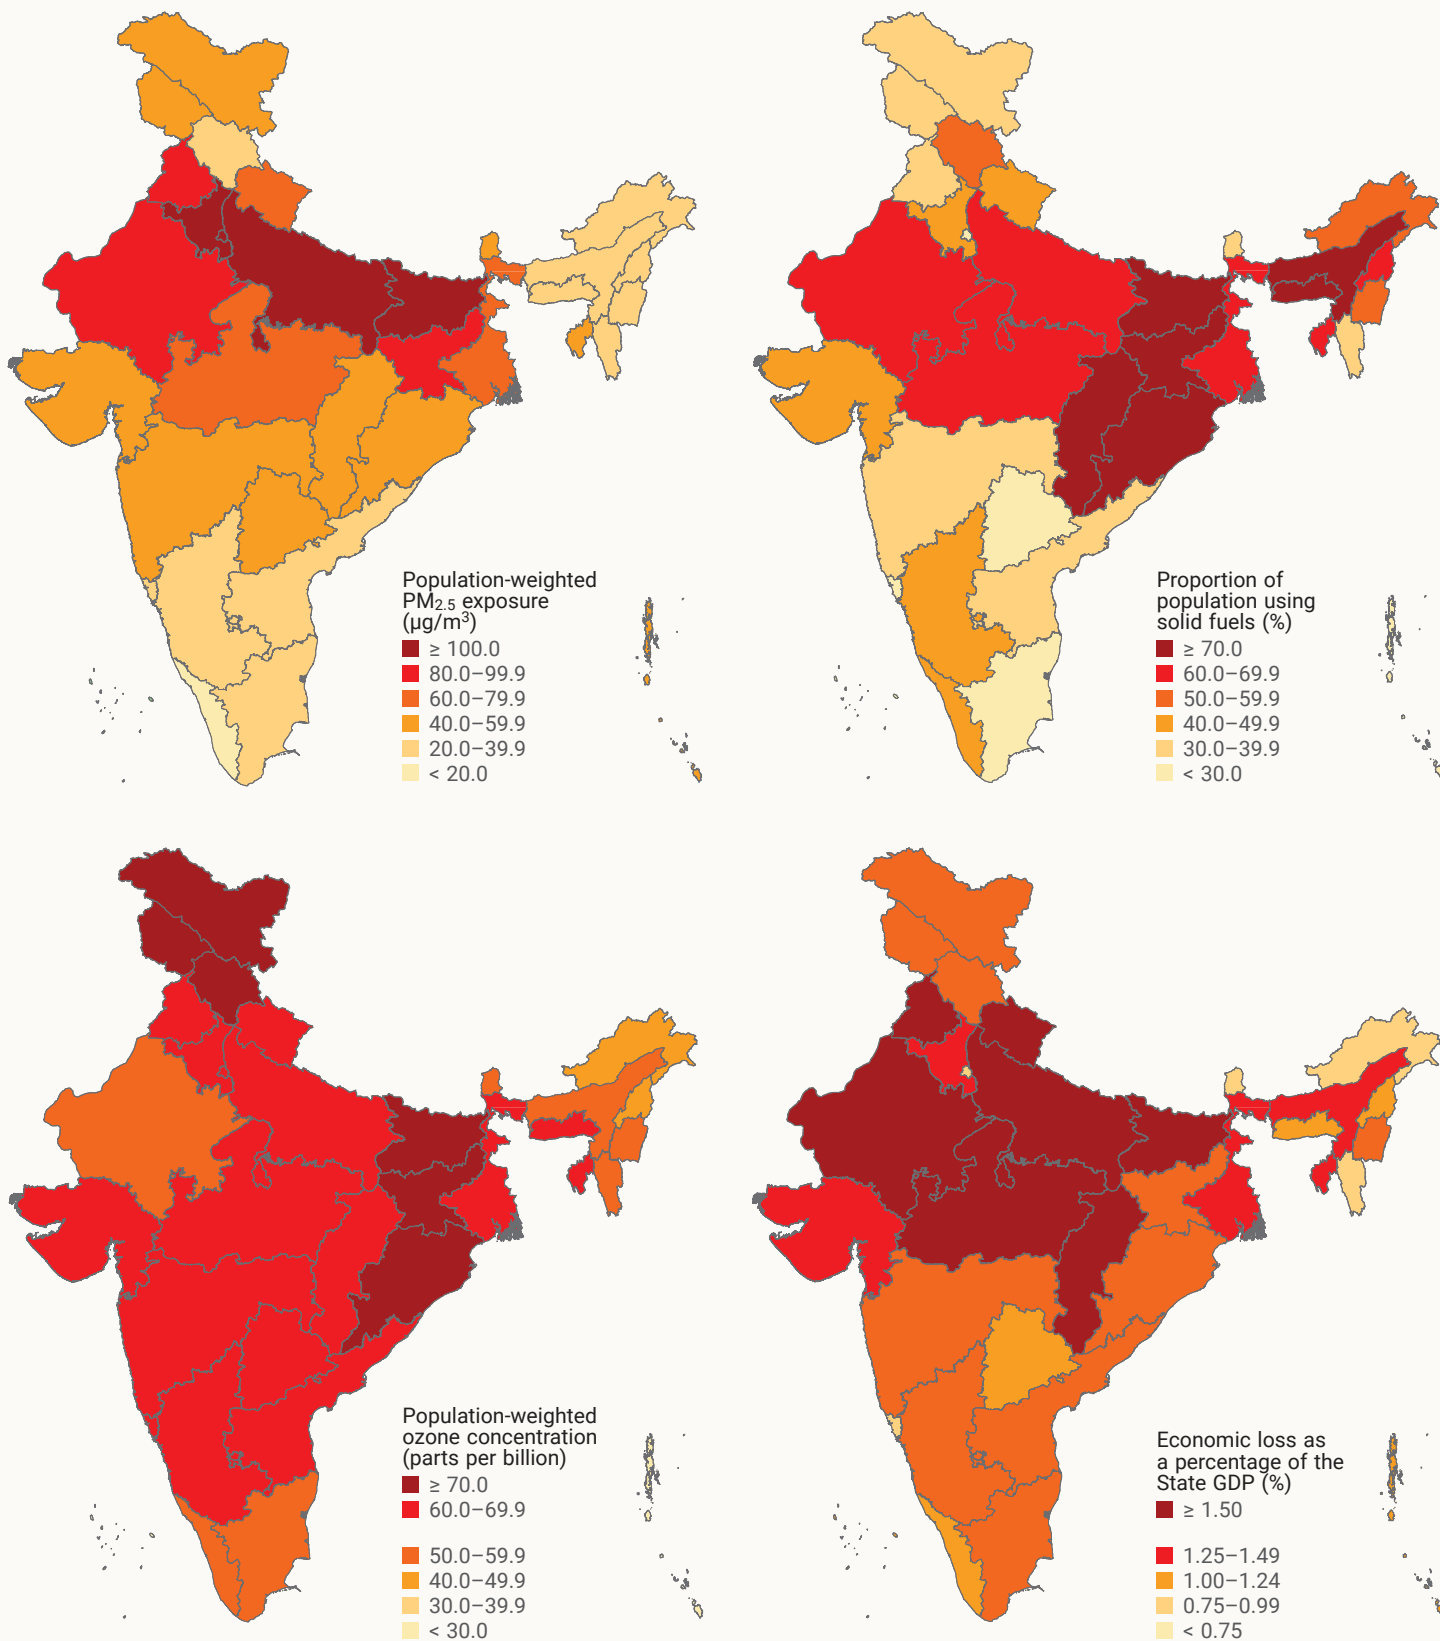 Population-weighted
PM2.5 exposure
(µg/m³)
≥ 100.0
80.0–99.9
60.0–79.9
40.0–59.9
20.0–39.9
< 20.0
Proportion of
population using
solid fuels (%)
≥ 70.0
60.0–69.9
50.0–59.9
40.0–49.9
30.0–39.9
< 30.0
Population-weighted
ozone concentration
(parts per billion)
≥ 70.0
60.0–69.9
50.0–59.9
40.0–49.9
30.0–39.9
< 30.0
Economic loss as
a percentage of the
State GDP (%)
≥ 1.50
1.25–1.49
1.00–1.24
0.75–0.99
< 0.75